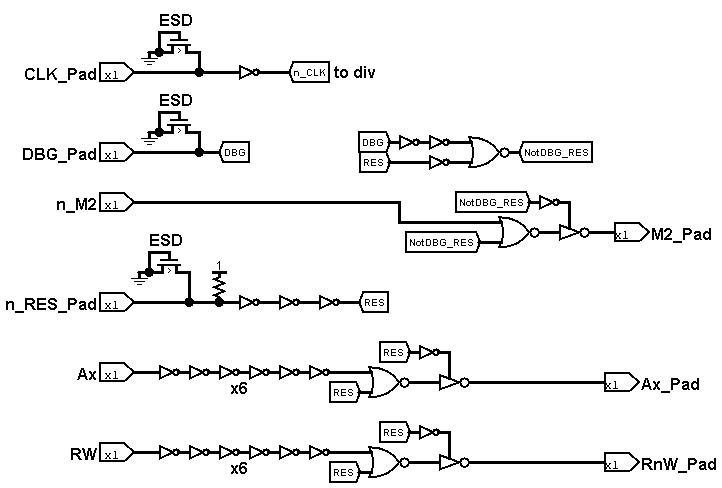 ESD
CLK_Pad x1 n_CLK to div
ESD
DBG_Pad x1 DBG
DBG
RES
NotDBG_RES
n_M2 x1
NotDBG_RES
NotDBG_RES
x1 M2_Pad
ESD
1
n_RES_Pad x1 RES
RES
Ax x1
x6
RES
x1 Ax_Pad
RES
RW x1
x6
RES
x1 RnW_Pad